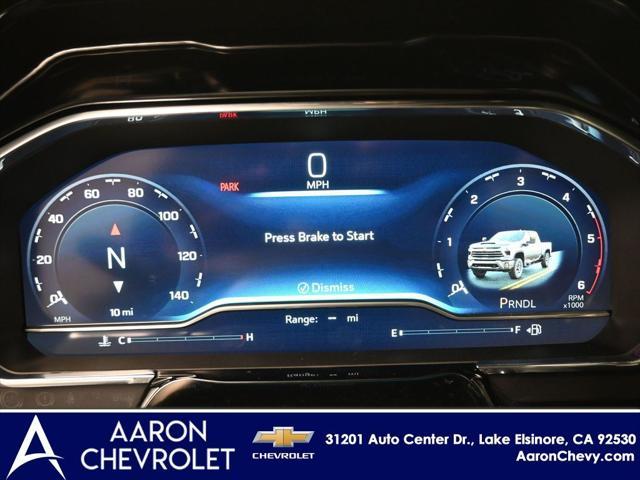 0
MPH
PARK
Press Brake to Start
Dismiss
Range: -- mi
0 20 40 60 80 100 120 140
MPH
N
10 mi
0 1 2 3 4 5 6
PRNDL
RPM
x1000
C H
E F
AARON
CHEVROLET
CHEVROLET
31201 Auto Center Dr., Lake Elsinore, CA 92530
AaronChevy.com